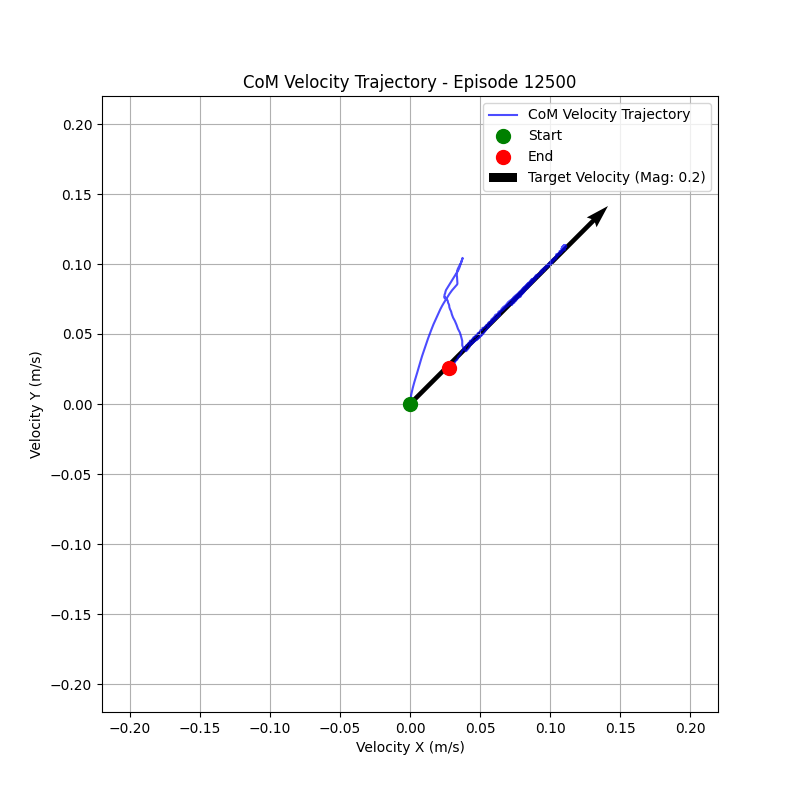 CoM Velocity Trajectory - Episode 12500
CoM Velocity Trajectory
Start
End
Target Velocity (Mag: 0.2)
Velocity Y (m/s)
0.20
0.15
0.10
0.05
0.00
−0.05
−0.10
−0.15
−0.20
−0.20
−0.15
−0.10
−0.05
0.00
0.05
0.10
0.15
0.20
Velocity X (m/s)